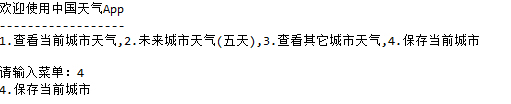 欢迎使用中国天气App
------------------
1.查看当前城市天气,2.未来城市天气(五天),3.查看其它城市天气,4.保存当前城市
请输入菜单: 4
4.保存当前城市